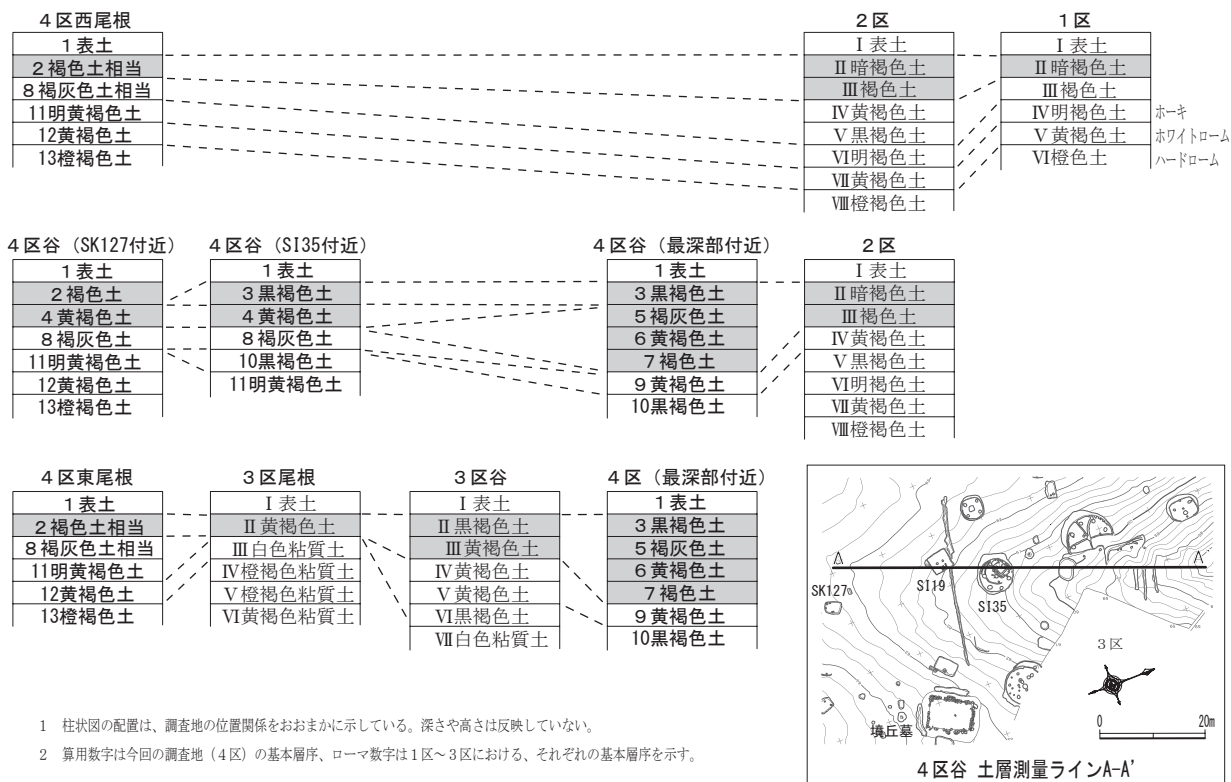 4区西尾根
1表土
2褐色土相当
8褐灰色土相当
11明黄褐色土
12黄褐色土
13橙褐色土
2区
Ⅰ表土
Ⅱ暗褐色土
Ⅲ褐色土
Ⅳ黄褐色土
Ⅴ黒褐色土
Ⅵ明褐色土
Ⅶ黄褐色土
Ⅷ橙褐色土
1区
Ⅰ表土
Ⅱ暗褐色土
Ⅲ褐色土
Ⅳ明褐色土 ホーキ
Ⅴ黄褐色土 ホワイトローム
Ⅵ橙色土 ハードローム
4区谷（SK127付近）
1表土
2褐色土
4黄褐色土
8褐灰色土
11明黄褐色土
12黄褐色土
13橙褐色土
4区谷（SI35付近）
1表土
3黒褐色土
4黄褐色土
8褐灰色土
10黒褐色土
11明黄褐色土
4区谷（最深部付近）
1表土
3黒褐色土
5褐灰色土
6黄褐色土
7褐色土
9黄褐色土
10黒褐色土
2区
Ⅰ表土
Ⅱ暗褐色土
Ⅲ褐色土
Ⅳ黄褐色土
Ⅴ黒褐色土
Ⅵ明褐色土
Ⅶ黄褐色土
Ⅷ橙褐色土
4区東尾根
1表土
2褐色土相当
8褐灰色土相当
11明黄褐色土
12黄褐色土
13橙褐色土
3区尾根
Ⅰ表土
Ⅱ黄褐色土
Ⅲ白色粘質土
Ⅳ橙褐色粘質土
Ⅴ橙褐色粘質土
Ⅵ黄褐色粘質土
3区谷
Ⅰ表土
Ⅱ黒褐色土
Ⅲ黄褐色土
Ⅳ黄褐色土
Ⅴ黄褐色土
Ⅵ黒褐色土
Ⅶ白色粘質土
4区（最深部付近）
1表土
3黒褐色土
5褐灰色土
6黄褐色土
7褐色土
9黄褐色土
10黒褐色土
A
A'
SK127
SI19
SI35
3区
墳丘墓
0 20m
4区谷 土層測量ラインA-A'
1 柱状図の配置は、調査地の位置関係をおおまかに示している。深さや高さは反映していない。
2 算用数字は今回の調査地（4区）の基本層序、ローマ数字は1区～3区における、それぞれの基本層序を示す。